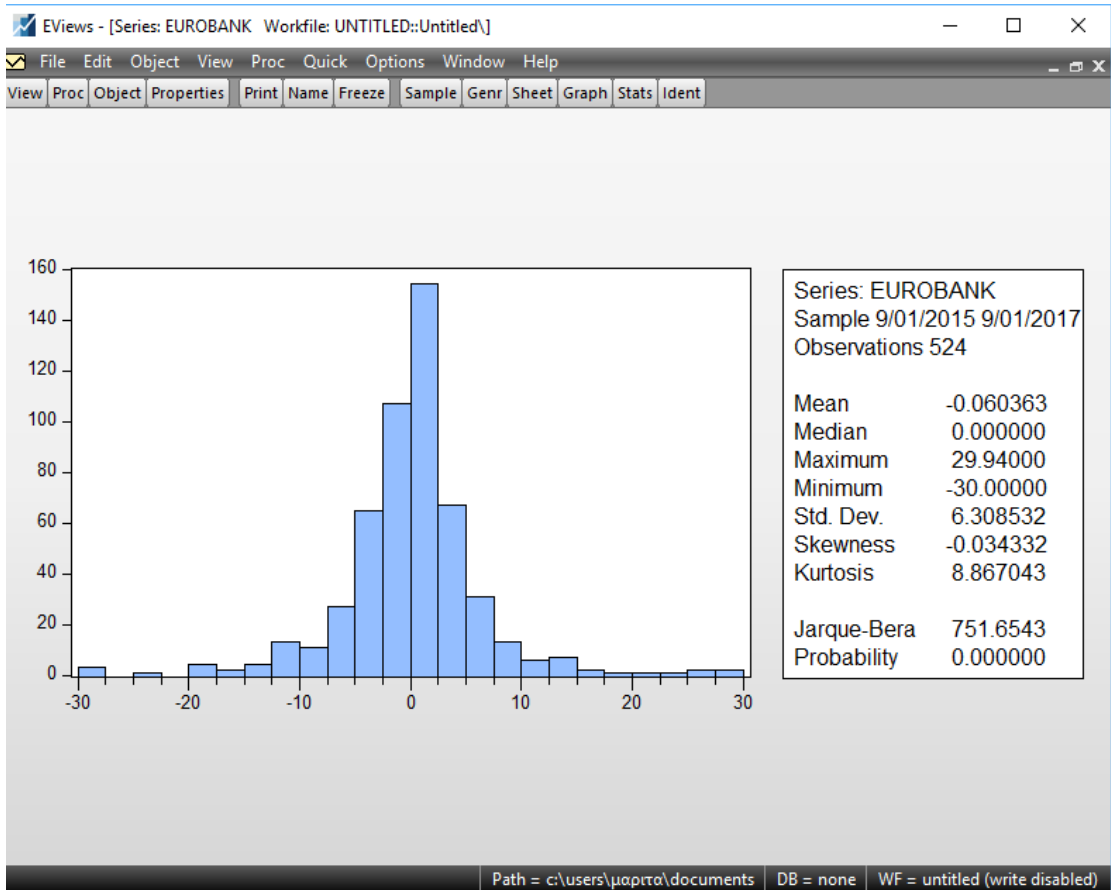 EViews - [Series: EUROBANK Workfile: UNTITLED::Untitled\]
File Edit Object View Proc Quick Options Window Help
View Proc Object Properties Print Name Freeze Sample Genr Sheet Graph Stats Ident
160
140
120
100
80
60
40
20
0
-30 -20 -10 0 10 20 30
Series: EUROBANK
Sample 9/01/2015 9/01/2017
Observations 524
Mean -0.060363
Median 0.000000
Maximum 29.94000
Minimum -30.00000
Std. Dev. 6.308532
Skewness -0.034332
Kurtosis 8.867043
Jarque-Bera 751.6543
Probability 0.000000
Path = c:\users\μαριτα\documents DB = none WF = untitled (write disabled)